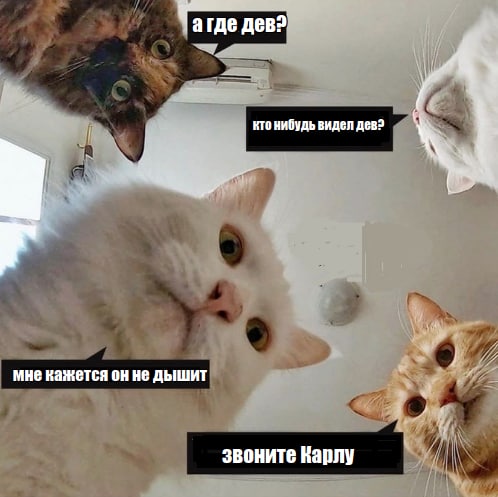 а где дев?
кто нибудь видел дев?
мне кажется он не дышит
звоните Карлу